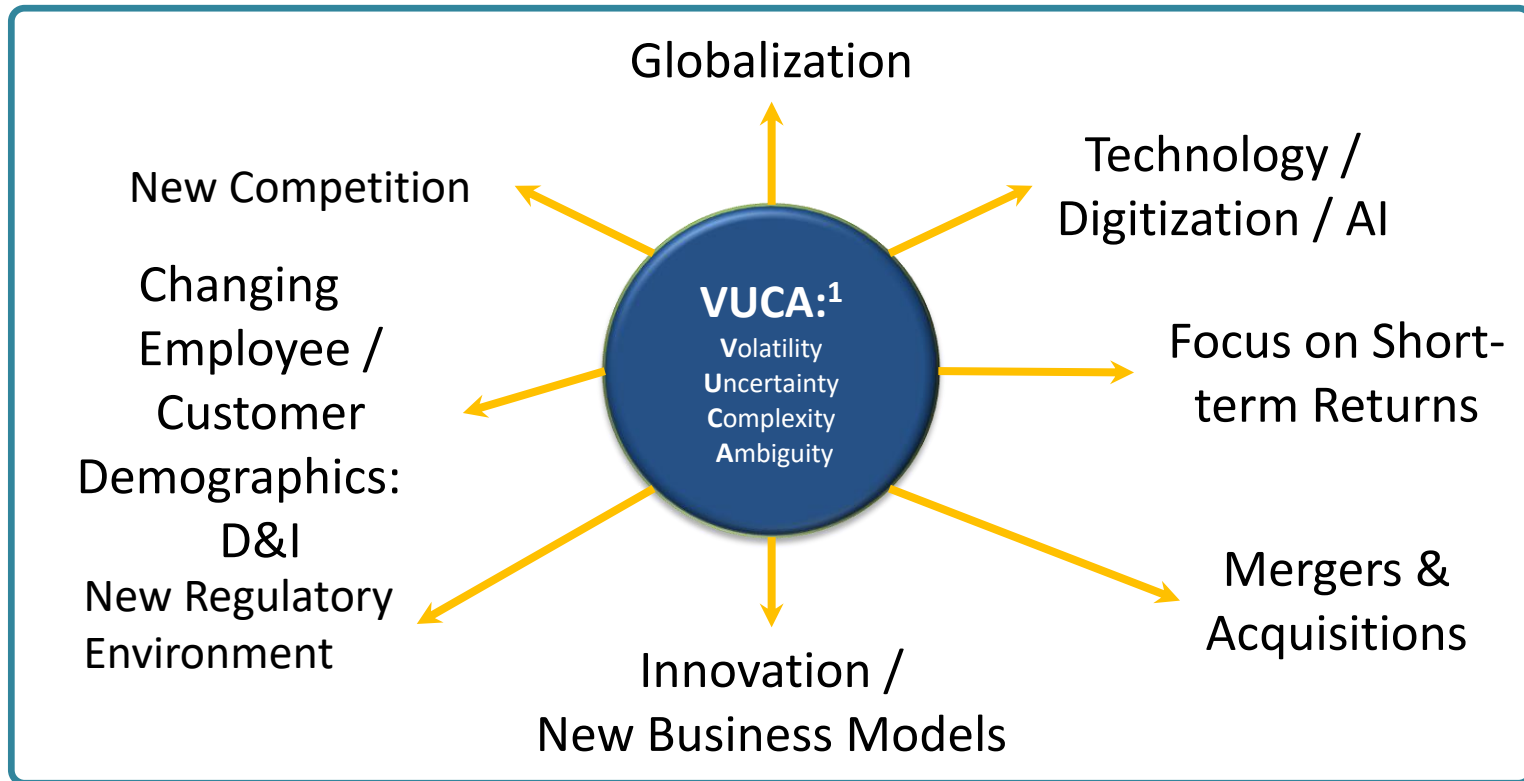 Globalization
Technology /
Digitization / AI
New Competition
Changing
Employee /
Customer
Demographics:
D&I
VUCA:¹
Volatility
Uncertainty
Complexity
Ambiguity
Focus on Short-
term Returns
New Regulatory
Environment
Mergers &
Acquisitions
Innovation /
New Business Models